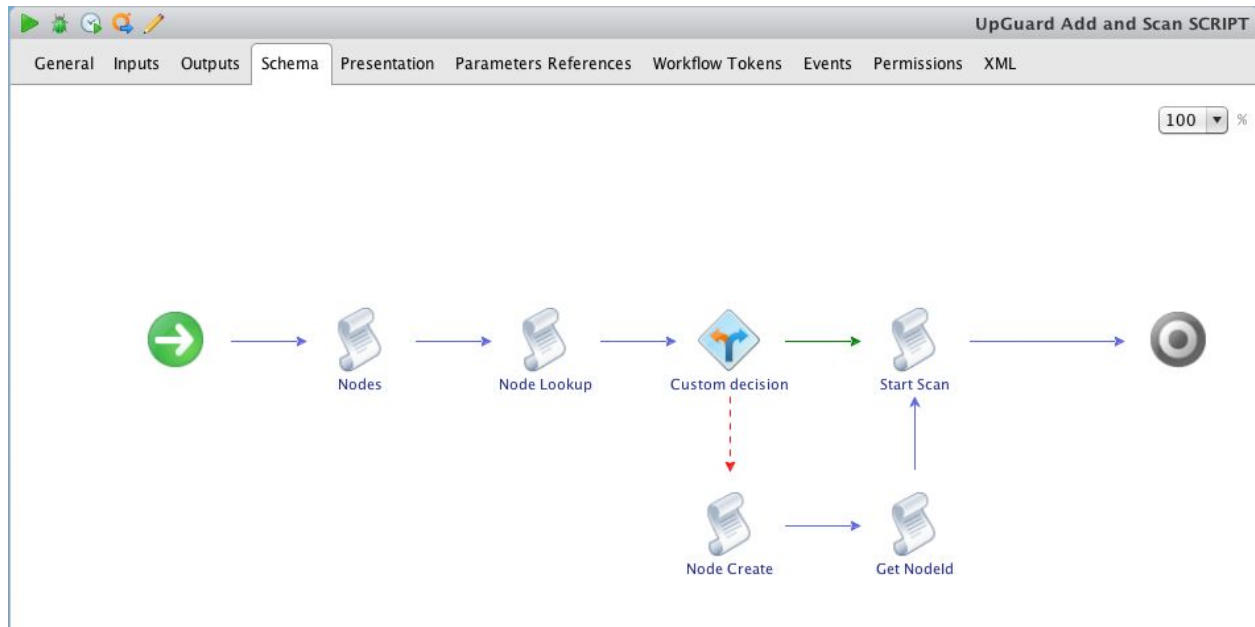 UpGuard Add and Scan SCRIPT
General Inputs Outputs Schema Presentation Parameters References Workflow Tokens Events Permissions XML
100 %
Nodes Node Lookup Custom decision Start Scan
Node Create Get NodeId